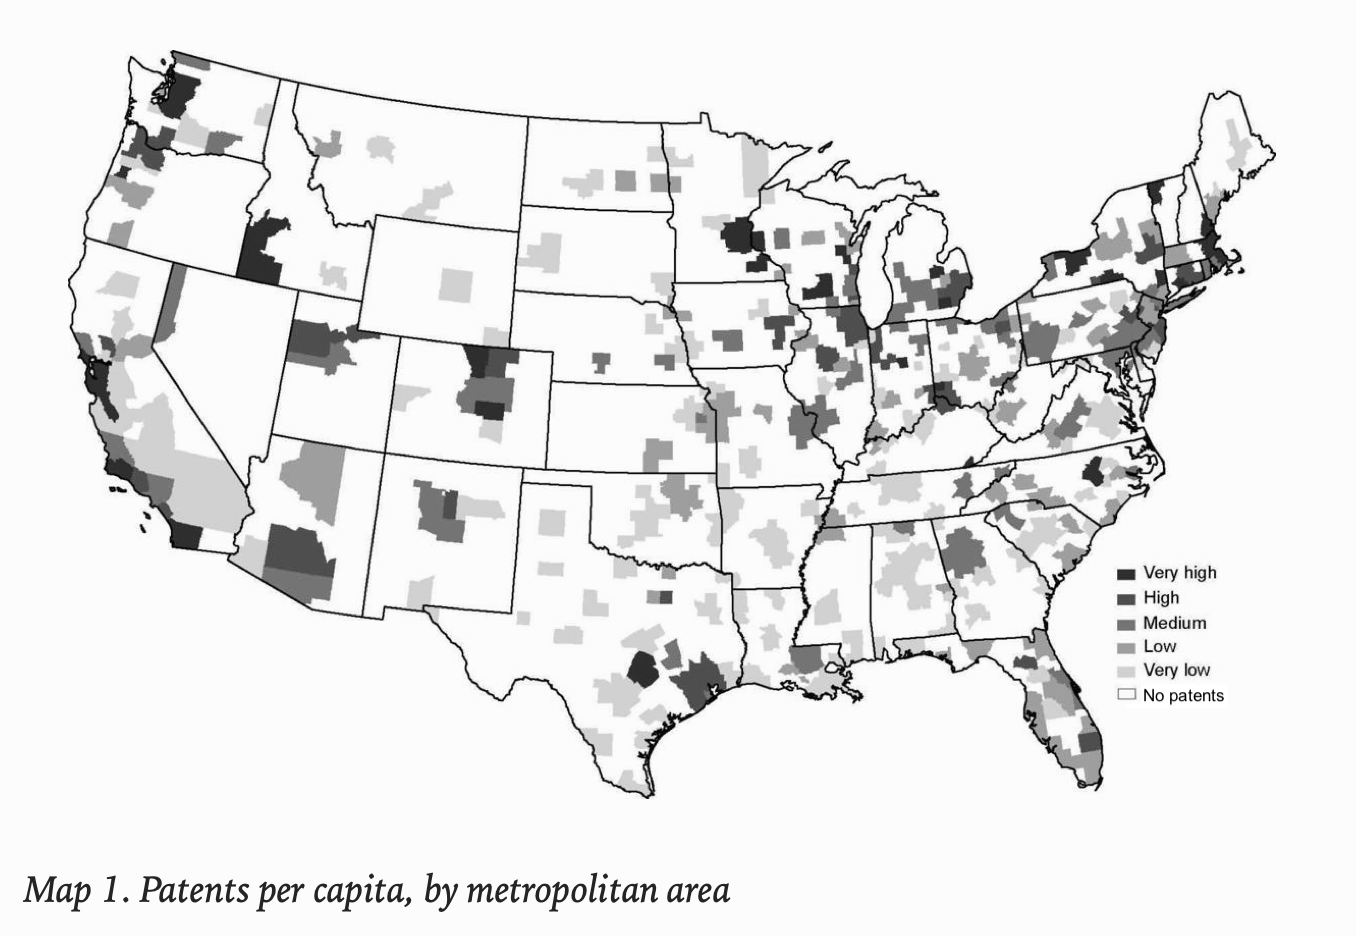 Very high
High
Medium
Low
Very low
No patents
Map 1. Patents per capita, by metropolitan area